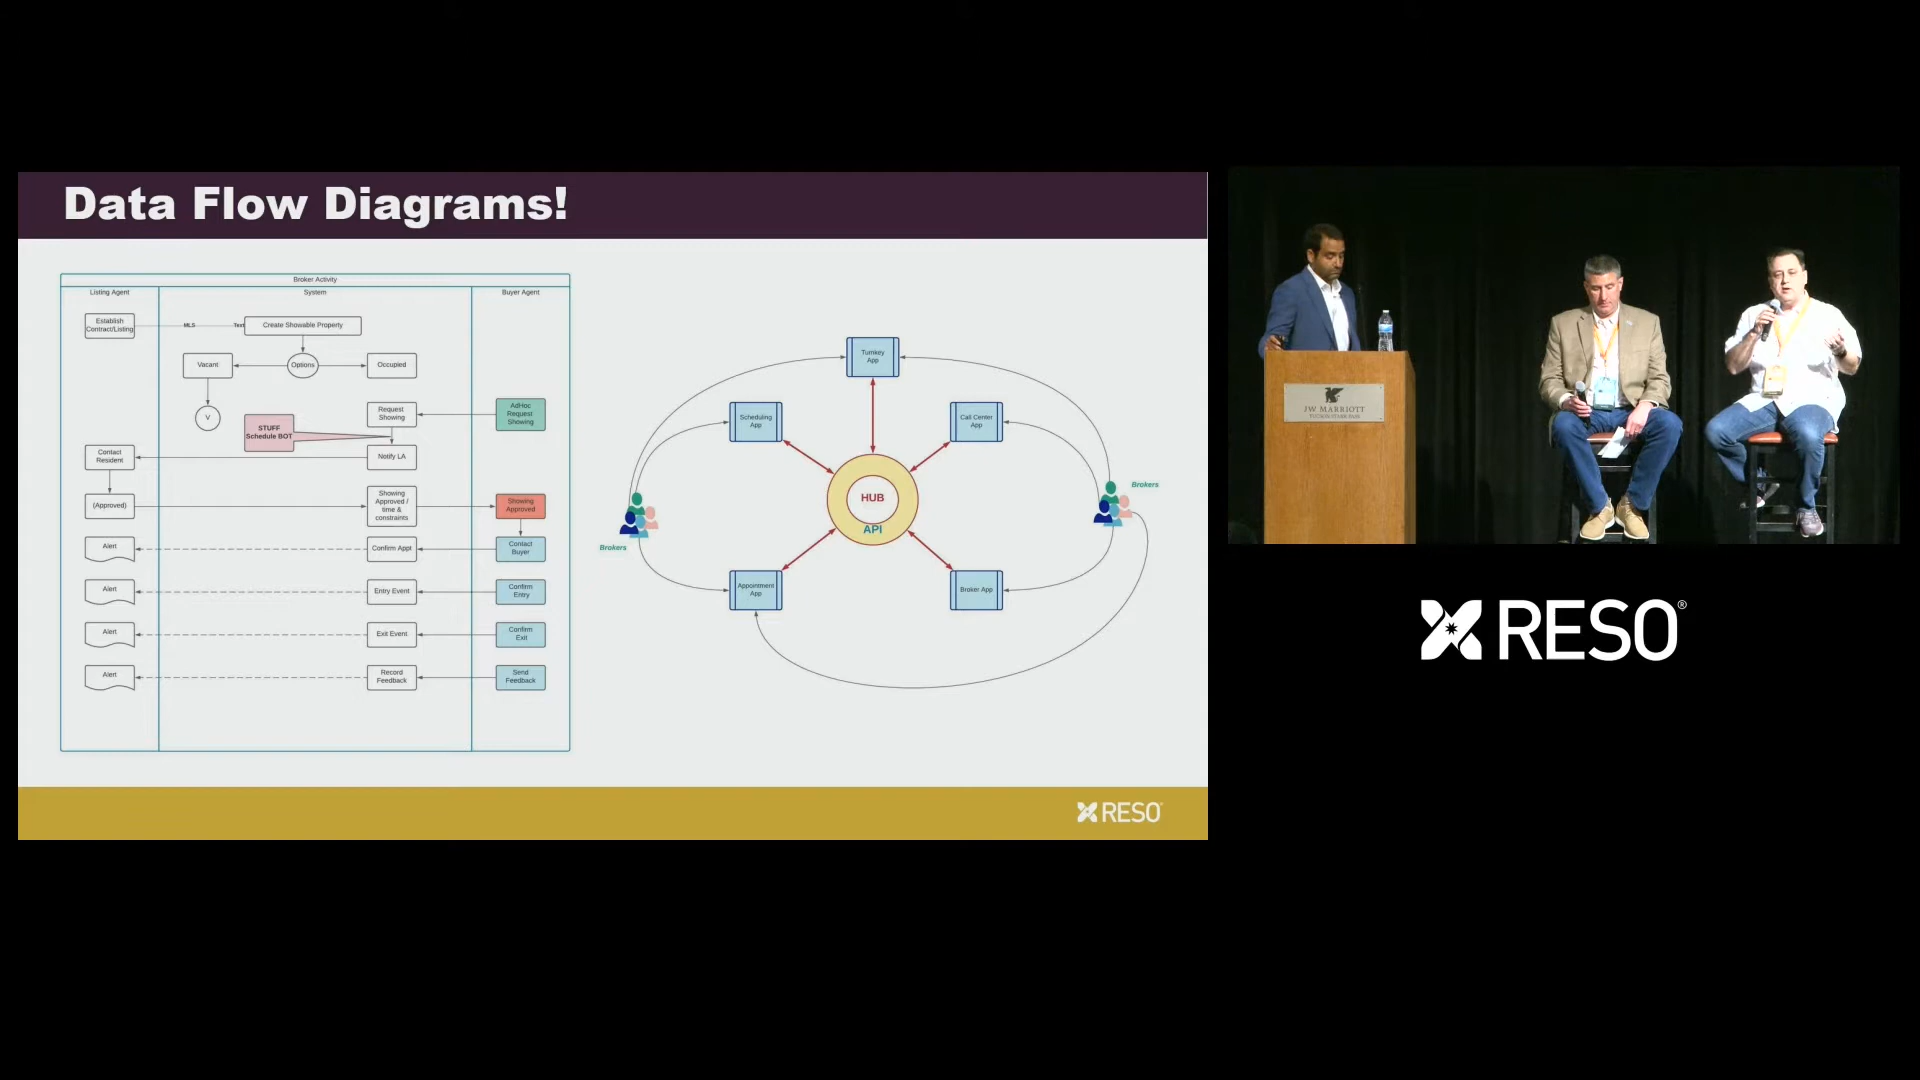 Data Flow Diagrams!
Broker Activity
Listing Agent
System
Buyer Agent
Establish
Contract/Listing
MLS
Text
Create Showable Property
Vacant
Options
Occupied
V
Request
Showing
AdHoc
Request
Showing
STUFF
Schedule BOT
Contact
Resident
Notify LA
(Approved)
Showing
Approved /
time &
constraints
Showing
Approved
Alert
Confirm Appt
Contact
Buyer
Alert
Entry Event
Confirm
Entry
Alert
Exit Event
Confirm
Exit
Alert
Record
Feedback
Send
Feedback
Turnkey
App
Scheduling
App
Call Center
App
HUB
API
Brokers
Brokers
Appointment
App
Broker App
RESO
JW MARRIOTT
RESO®